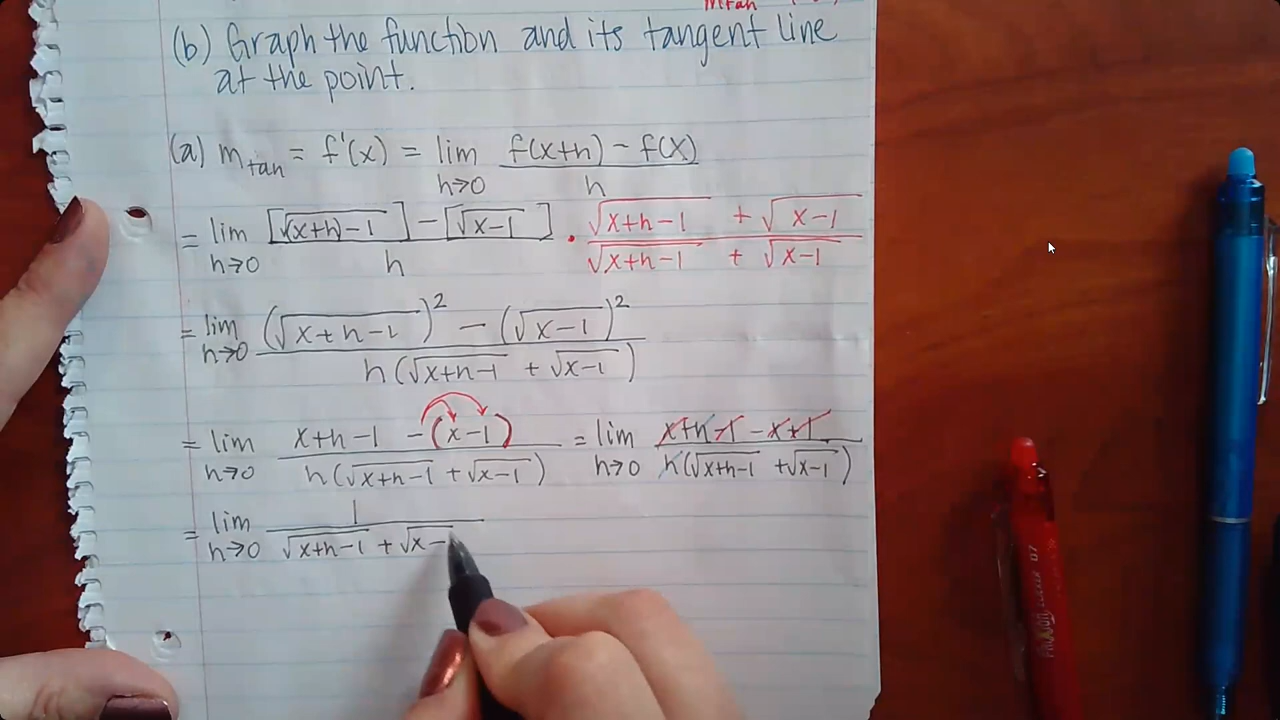 m_tan
(b) Graph the function and its tangent line
at the point.
(a) m_tan = f'(x) = lim_{h→0} (f(x+h) - f(x)) / h
= lim_{h→0} ([√((x+h)-1)] - [√(x-1)]) / h · (√(x+h-1) + √(x-1)) / (√(x+h-1) + √(x-1))
= lim_{h→0} ((√(x+h-1))² - (√(x-1))²) / (h(√(x+h-1) + √(x-1)))
= lim_{h→0} (x+h-1 -(x-1)) / (h(√(x+h-1) + √(x-1))) = lim_{h→0} (x+h-1-x+1) / (h(√(x+h-1) + √(x-1)))
= lim_{h→0} 1 / (√(x+h-1) + √(x-
07